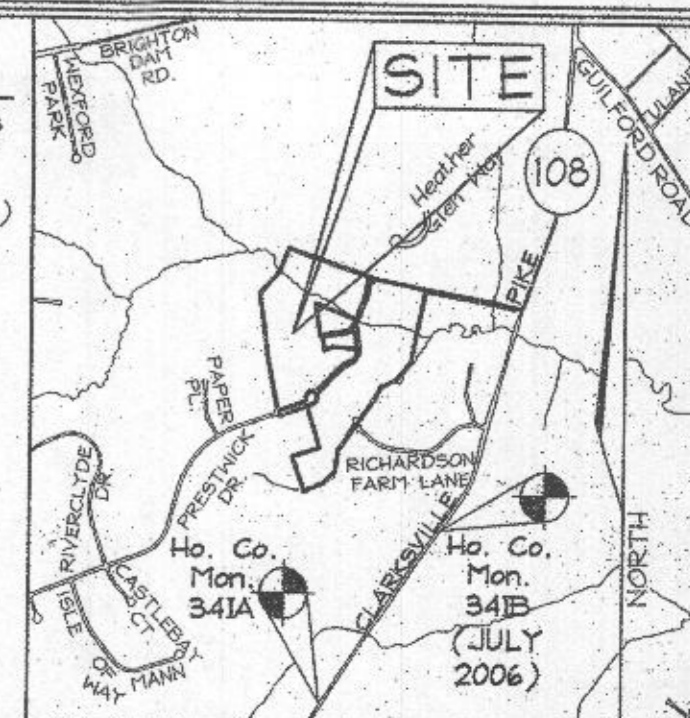 BRIGHTON
DAM
RD.
WEXFORD
PARK
SITE
GUILFORD ROAD
TULANE
108
Heather
Glen Way
PIKE
PAPER
PL.
PRESTWICK
DR.
RICHARDSON
FARM LANE
RIVERCLYDE
DR.
CLARKSVILLE
Ho. Co.
Mon.
34IA
Ho. Co.
Mon.
34IB
(JULY
2006)
NORTH
CASTLEBAY
CT
ISLE
OF MANN
WAY